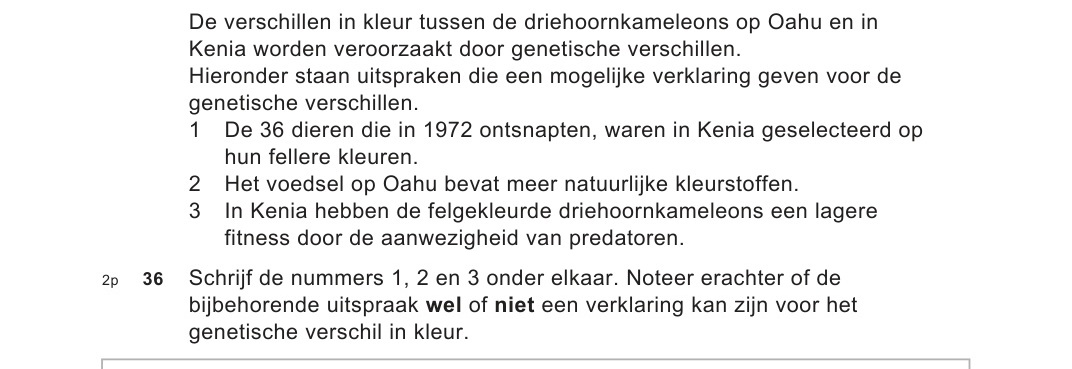 De verschillen in kleur tussen de driehoornkameleons op Oahu en in
Kenia worden veroorzaakt door genetische verschillen.
Hieronder staan uitspraken die een mogelijke verklaring geven voor de
genetische verschillen.
1 De 36 dieren die in 1972 ontsnapten, waren in Kenia geselecteerd op
hun fellere kleuren.
2 Het voedsel op Oahu bevat meer natuurlijke kleurstoffen.
3 In Kenia hebben de felgekleurde driehoornkameleons een lagere
fitness door de aanwezigheid van predatoren.
2p 36 Schrijf de nummers 1, 2 en 3 onder elkaar. Noteer erachter of de
bijbehorende uitspraak wel of niet een verklaring kan zijn voor het
genetische verschil in kleur.